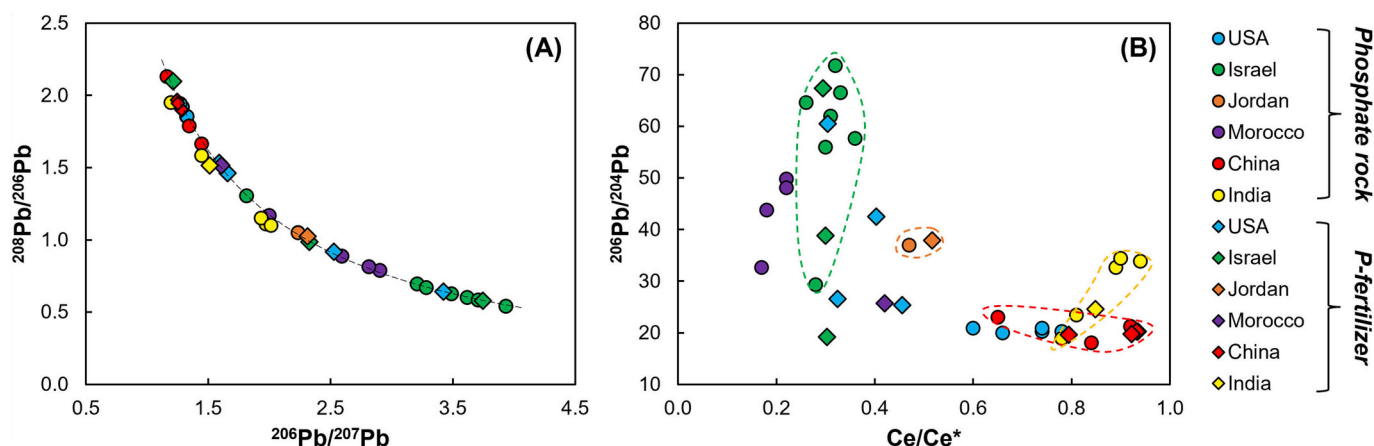 (A)
2.5
2.0
1.5
1.0
0.5
0.0
²⁰⁸Pb/²⁰⁶Pb
0.5
1.5
2.5
3.5
4.5
²⁰⁶Pb/²⁰⁷Pb
(B)
80
70
60
50
40
30
20
10
²⁰⁶Pb/²⁰⁴Pb
0.0
0.2
0.4
0.6
0.8
1.0
Ce/Ce*
USA
Israel
Jordan
Morocco
China
India
Phosphate rock
USA
Israel
Jordan
Morocco
China
India
P-fertilizer